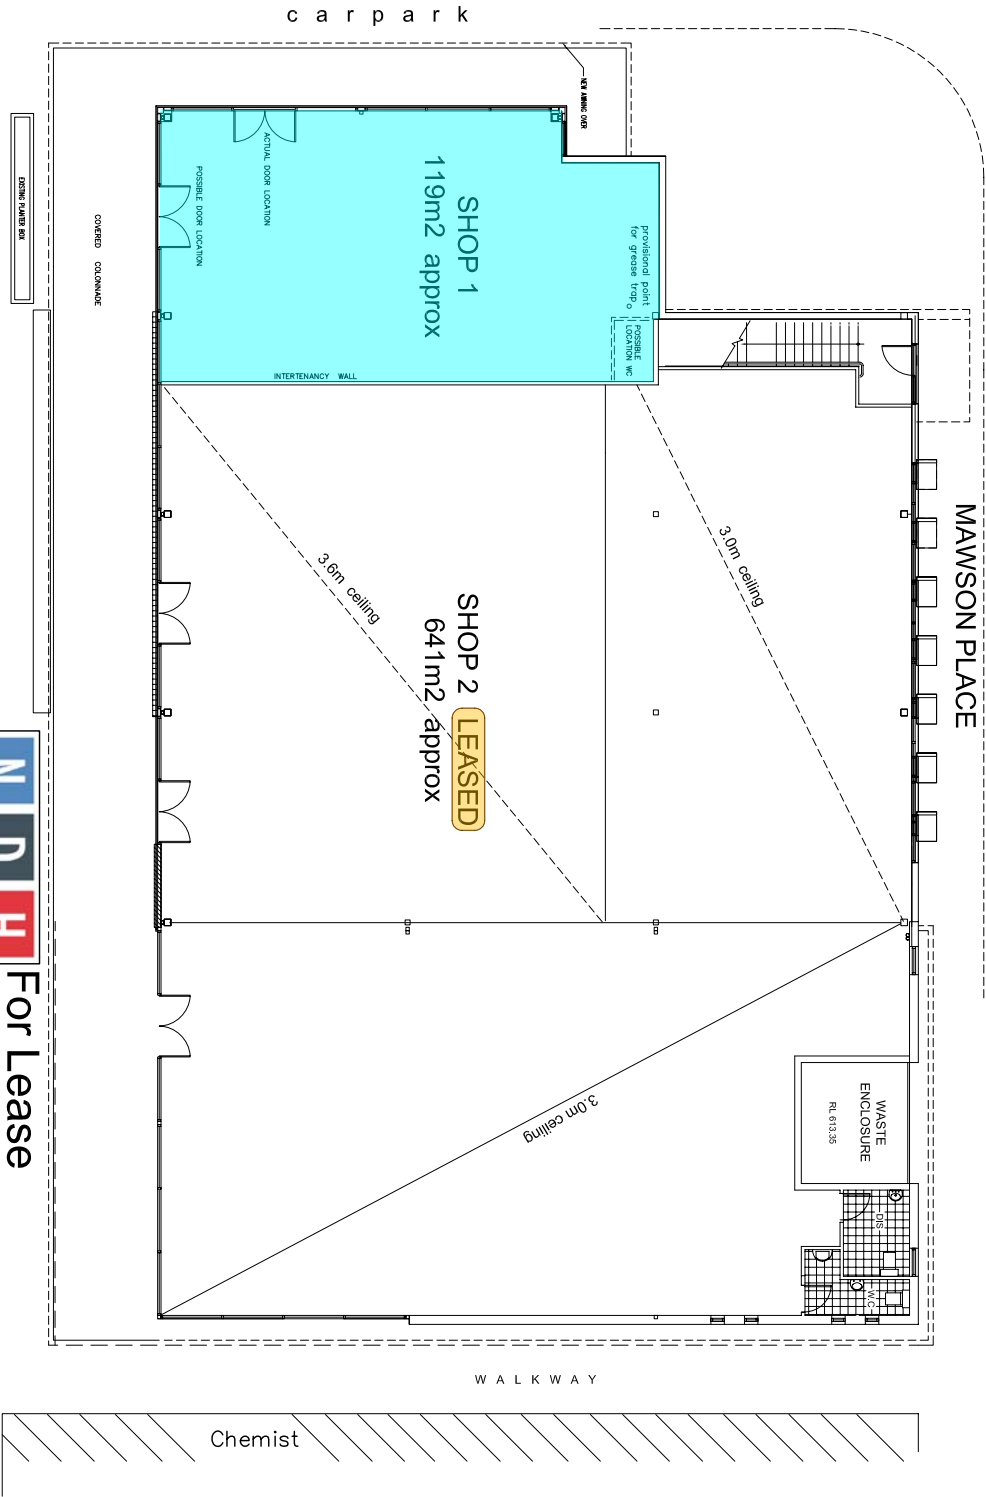 carpark
NEW AWNING OVER
EXISTING PLANTER BOX
COVERED COLONNADE
ACTUAL DOOR LOCATION
POSSIBLE DOOR LOCATION
SHOP 1
119m2 approx
provisional point
for grease trap
POSSIBLE
LOCATION WC
INTERTENANCY WALL
3.6m ceiling
3.0m ceiling
MAWSON PLACE
SHOP 2 LEASED
641m2 approx
NDH
For Lease
3.0m ceiling
WASTE
ENCLOSURE
RL 613.35
DIS
W.C
WALKWAY
Chemist